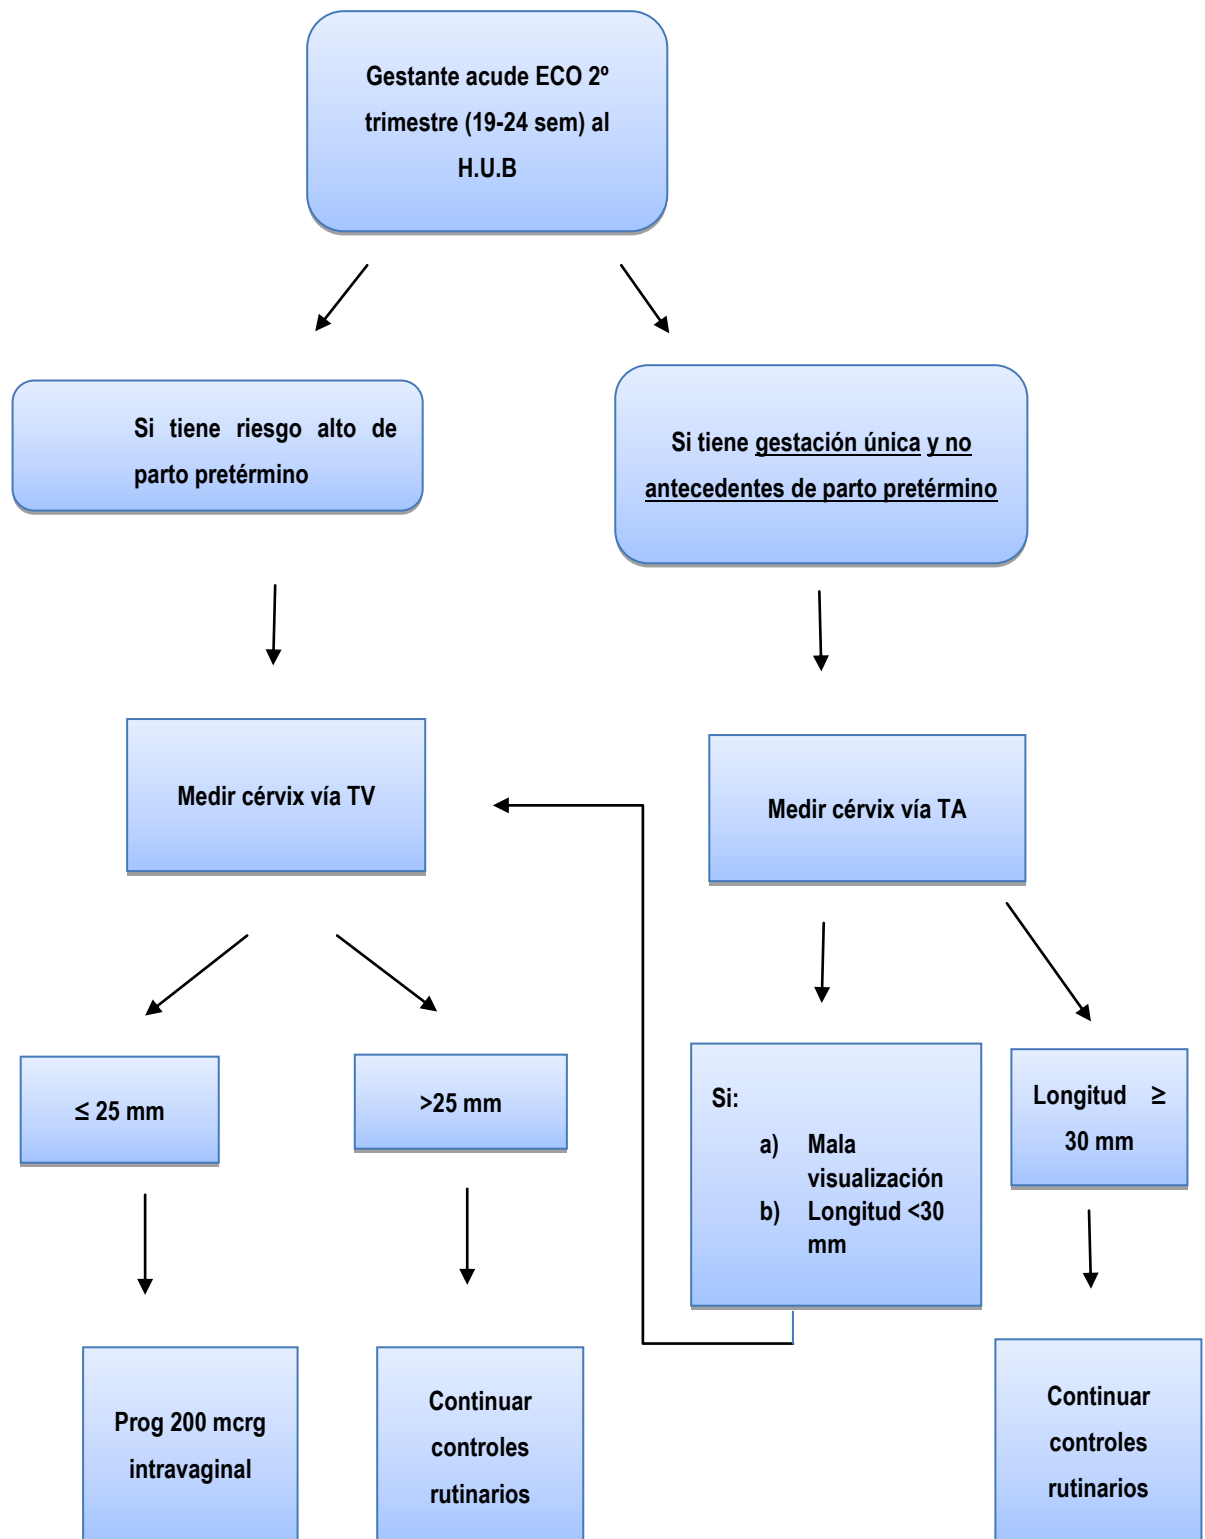 Gestante acude ECO 2º
trimestre (19-24 sem) al
H.U.B
Si tiene riesgo alto de
parto pretérmino
Si tiene gestación única y no
antecedentes de parto pretérmino
Medir cérvix vía TV
Medir cérvix vía TA
≤ 25 mm
>25 mm
Si:
a) Mala
visualización
b) Longitud <30
mm
Longitud ≥
30 mm
Prog 200 mcrg
intravaginal
Continuar
controles
rutinarios
Continuar
controles
rutinarios